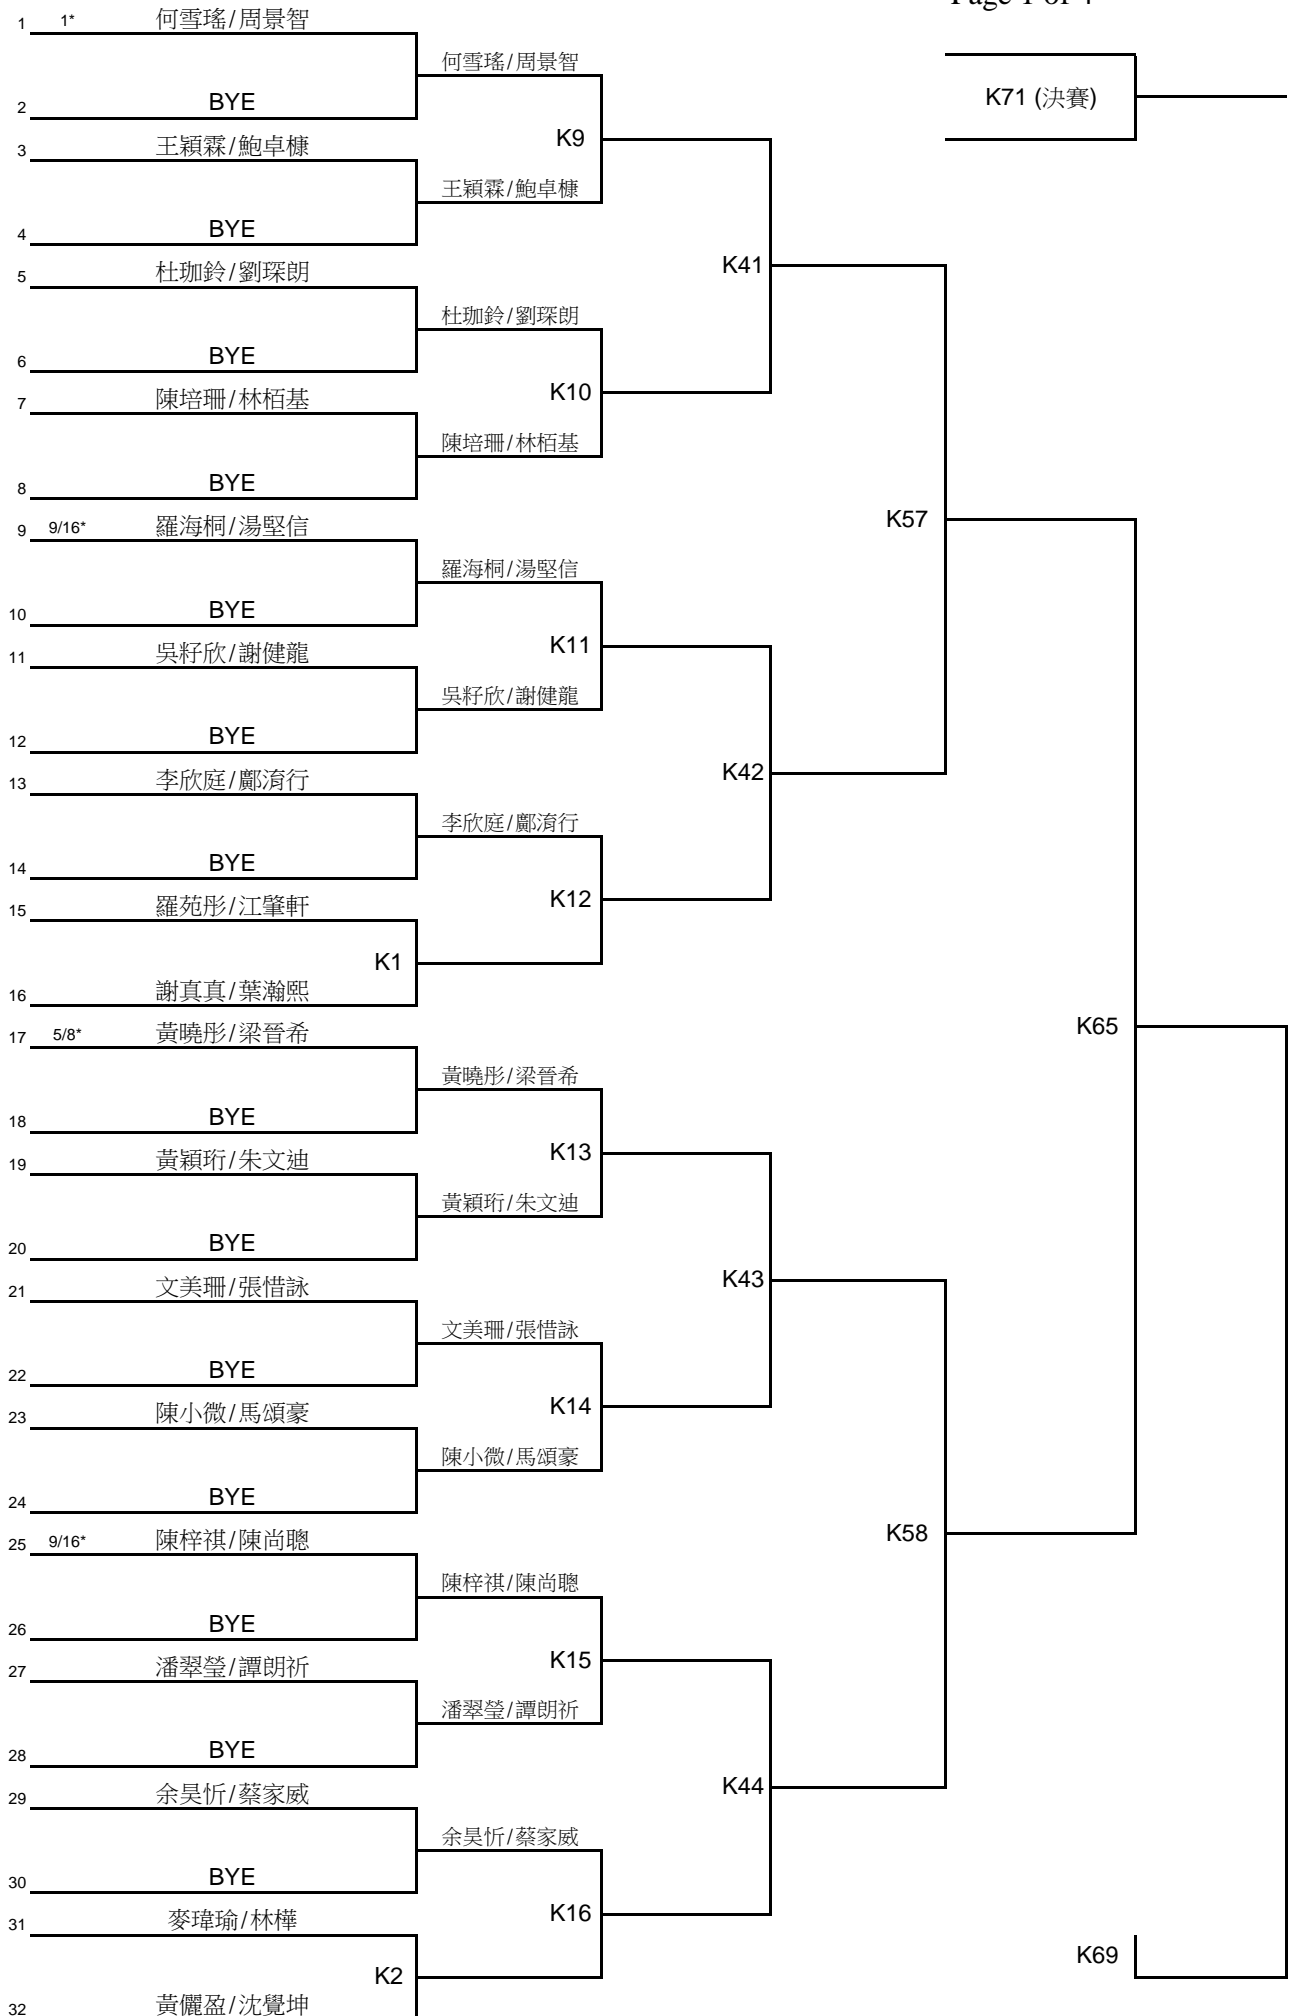 Page 1 of 4
1 1* 何雪瑤/周景智
何雪瑤/周景智
K71 (決賽)
2 BYE
K9
3 王穎霖/鮑卓槺
王穎霖/鮑卓槺
4 BYE
K41
5 杜珈鈴/劉琛朗
杜珈鈴/劉琛朗
6 BYE
K10
7 陳培珊/林栢基
陳培珊/林栢基
8 BYE
K57
9 9/16* 羅海桐/湯堅信
羅海桐/湯堅信
10 BYE
K11
11 吳籽欣/謝健龍
吳籽欣/謝健龍
12 BYE
K42
13 李欣庭/鄺淯行
李欣庭/鄺淯行
14 BYE
K12
15 羅苑彤/江肇軒
K1
16 謝真真/葉瀚熙
K65
17 5/8* 黃曉彤/梁晉希
黃曉彤/梁晉希
18 BYE
K13
19 黃穎珩/朱文迪
黃穎珩/朱文迪
20 BYE
K43
21 文美珊/張惜詠
文美珊/張惜詠
22 BYE
K14
23 陳小微/馬頌豪
陳小微/馬頌豪
24 BYE
K58
25 9/16* 陳梓祺/陳尚聰
陳梓祺/陳尚聰
26 BYE
K15
27 潘翠瑩/譚朗祈
潘翠瑩/譚朗祈
28 BYE
K44
29 余昊忻/蔡家威
余昊忻/蔡家威
30 BYE
K16
31 麥瑋瑜/林樺
K69
K2
32 黃儷盈/沈覺坤